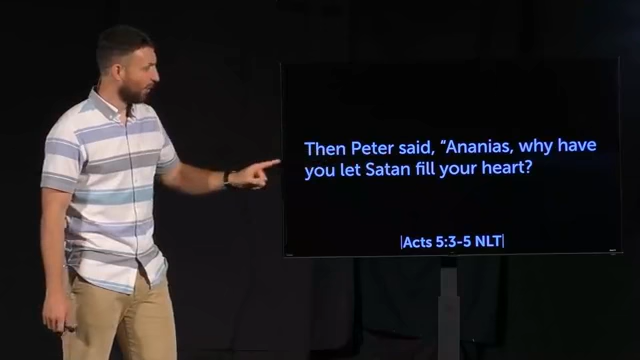 Then Peter said, “Ananias, why have
you let Satan fill your heart?
|Acts 5:3-5 NLT|